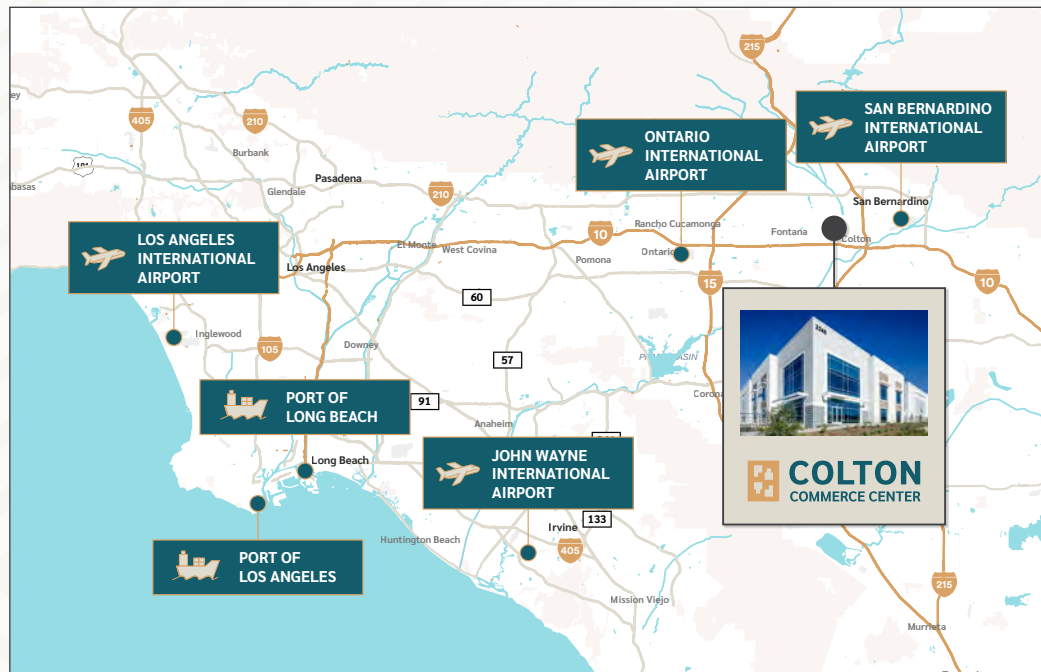 215
SAN BERNARDINO
INTERNATIONAL
AIRPORT
405
210
ONTARIO
INTERNATIONAL
AIRPORT
Burbank
Pasadena
Glendale
210
San Bernardino
LOS ANGELES
INTERNATIONAL
AIRPORT
El Monte
West Covina
10
Rancho Cucamonga
Fontana
Colton
Ontario
Pomona
Los Angeles
15
10
60
Inglewood
105
Downey
57
PORT OF
LONG BEACH
91
Anaheim
JOHN WAYNE
INTERNATIONAL
AIRPORT
Long Beach
COLTON
COMMERCE CENTER
Irvine
133
405
Huntington Beach
PORT OF
LOS ANGELES
215
Mission Viejo
Murrieta